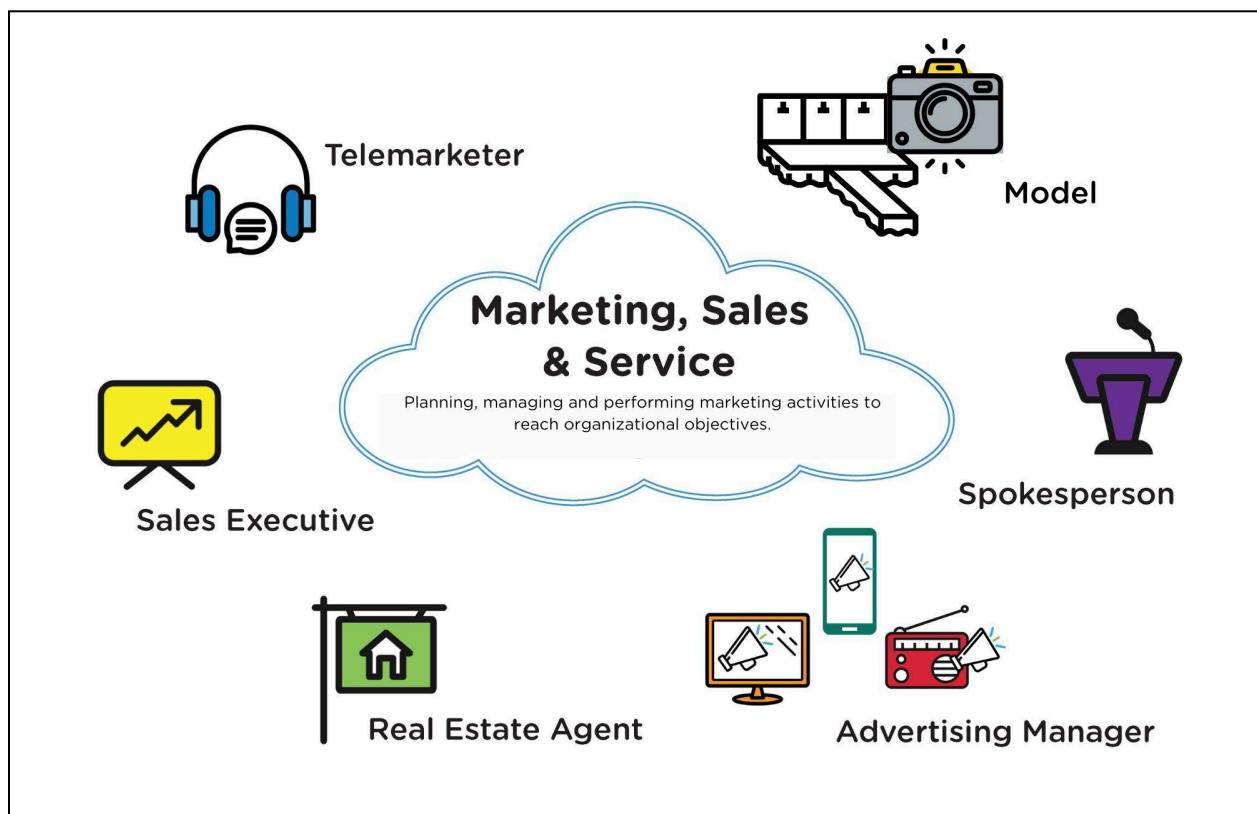 Telemarketer
Model
Marketing, Sales
& Service
Planning, managing and performing marketing activities to
reach organizational objectives.
Spokesperson
Sales Executive
Real Estate Agent
Advertising Manager